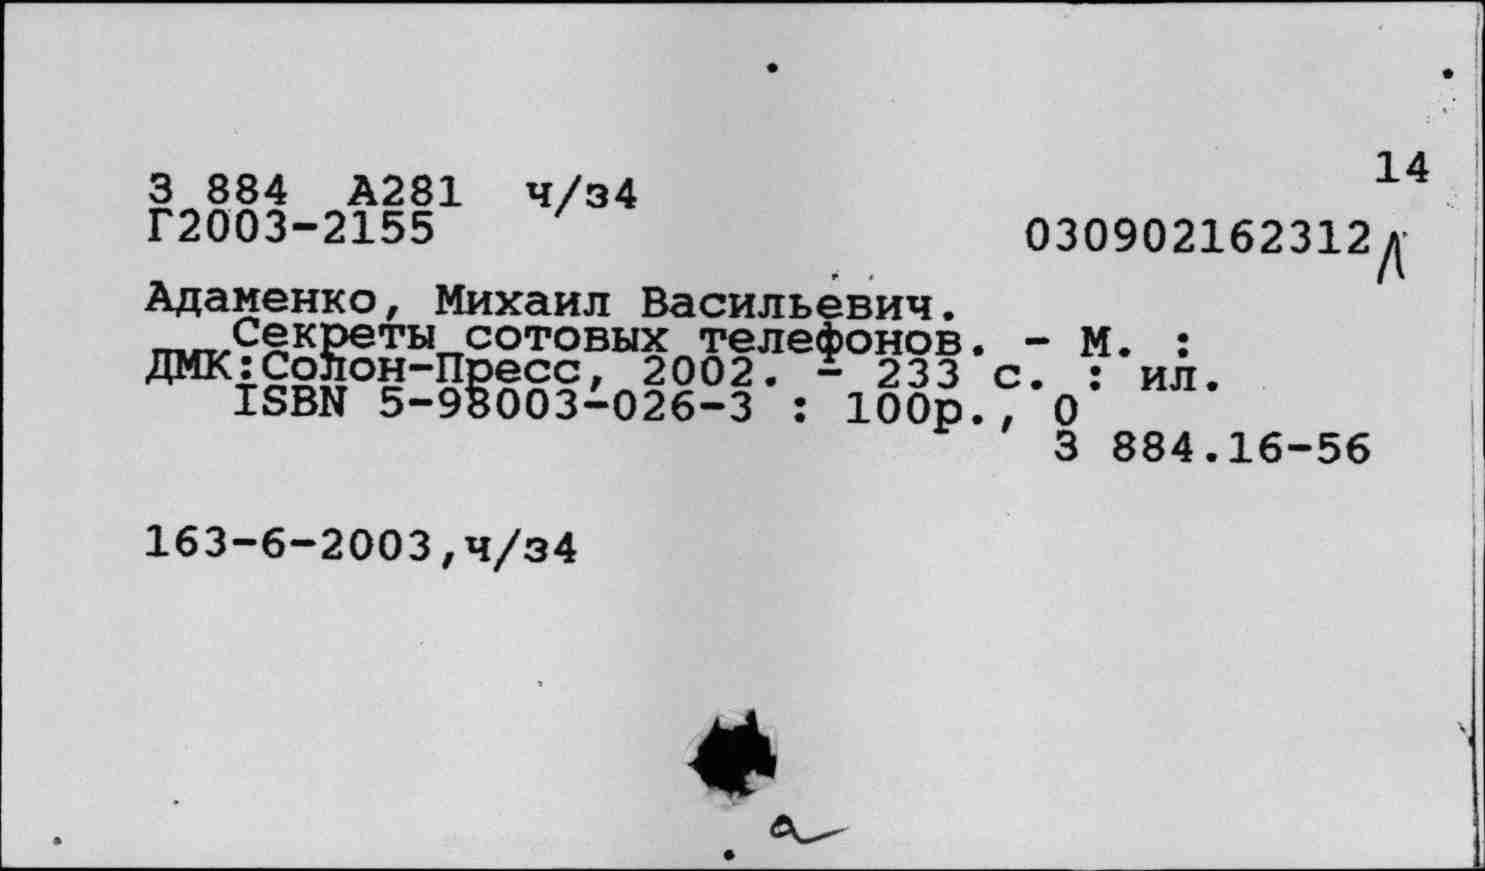 14
З 884 А281 ч/з4
Г2003-2155
030902162312
Адаменко, Михаил Васильевич.
Секреты сотовых телефонов. - М. :
ДМК:Солон-Пресс, 2002. - 233 с. : ил.
ISBN 5-98003-026-3 : 100р., 0
З 884.16-56
163-6-2003,ч/з4